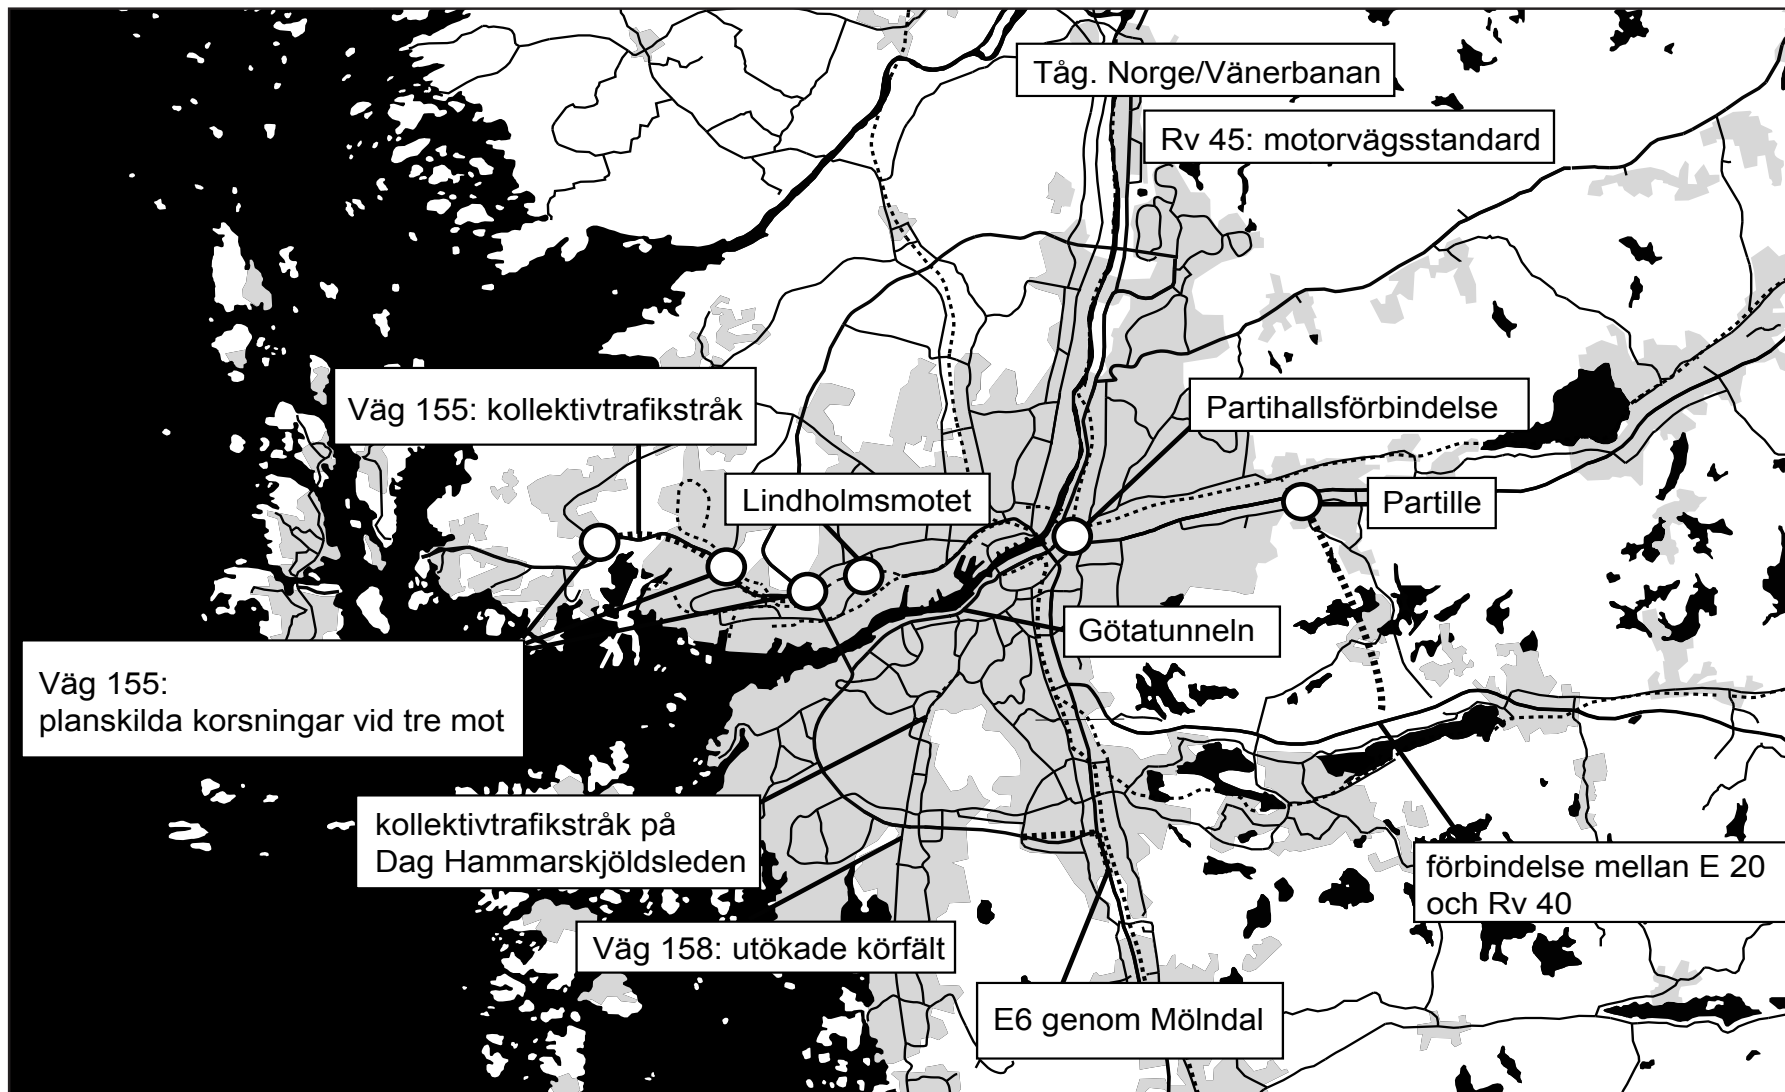 Tåg. Norge/Vänerbanan
Rv 45: motorvägsstandard
Väg 155: kollektivtrafikstråk
Partihallsförbindelse
Lindholmsmotet
Partille
Götatunneln
Väg 155:
planskilda korsningar vid tre mot
kollektivtrafikstråk på
Dag Hammarskjöldsleden
förbindelse mellan E 20
och Rv 40
Väg 158: utökade körfält
E6 genom Mölndal